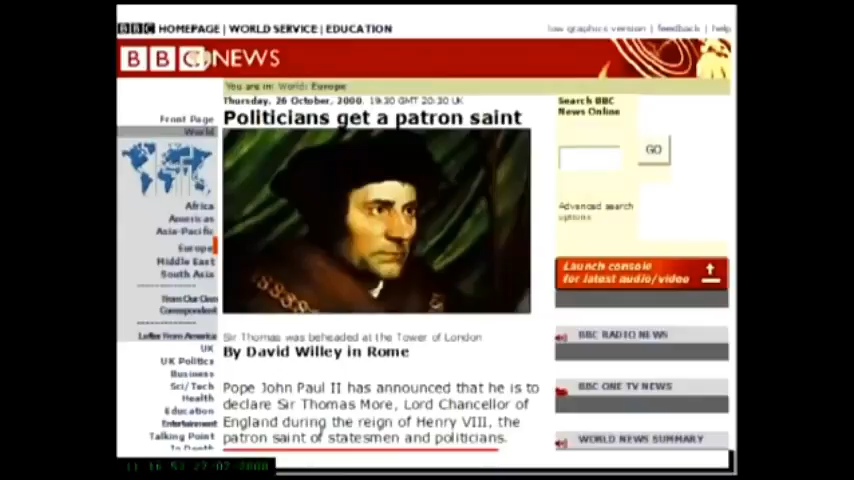 BBC HOMEPAGE | WORLD SERVICE | EDUCATION
low graphics version | feedback | help
BBC NEWS
You are in: World: Europe
Thursday, 26 October, 2000, 19:30 GMT 20:30 UK
Politicians get a patron saint
Front Page
World
Africa
Americas
Asia-Pacific
Europe
Middle East
South Asia
From Our Own
Correspondent
Letter From America
UK
UK Politics
Business
Sci/Tech
Health
Education
Entertainment
Talking Point
In Depth
Sir Thomas was beheaded at the Tower of London
By David Willey in Rome
Pope John Paul II has announced that he is to
declare Sir Thomas More, Lord Chancellor of
England during the reign of Henry VIII, the
patron saint of statesmen and politicians.
Search BBC
News Online
GO
Advanced search
options
Launch console
for latest audio/video
BBC RADIO NEWS
BBC ONE TV NEWS
WORLD NEWS SUMMARY